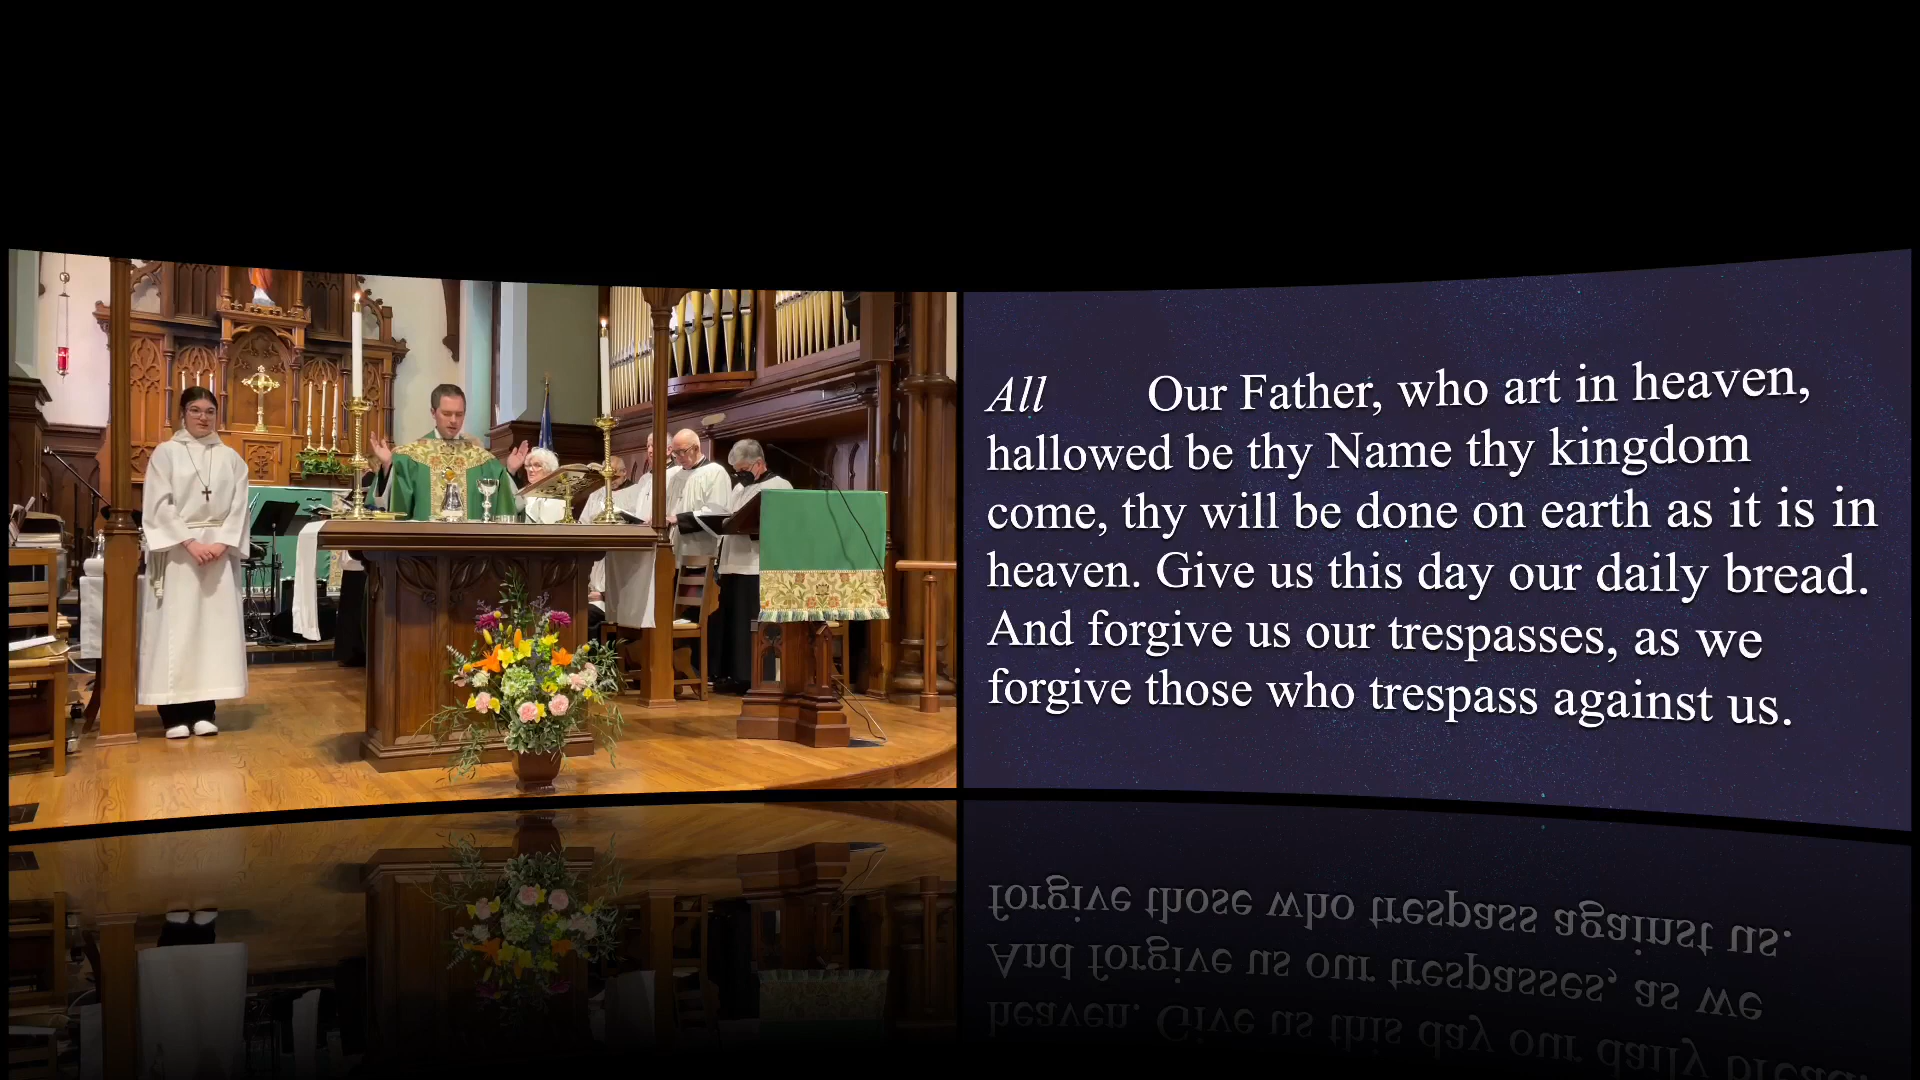 All Our Father, who art in heaven,
hallowed be thy Name thy kingdom
come, thy will be done on earth as it is in
heaven. Give us this day our daily bread.
And forgive us our trespasses, as we
forgive those who trespass against us.